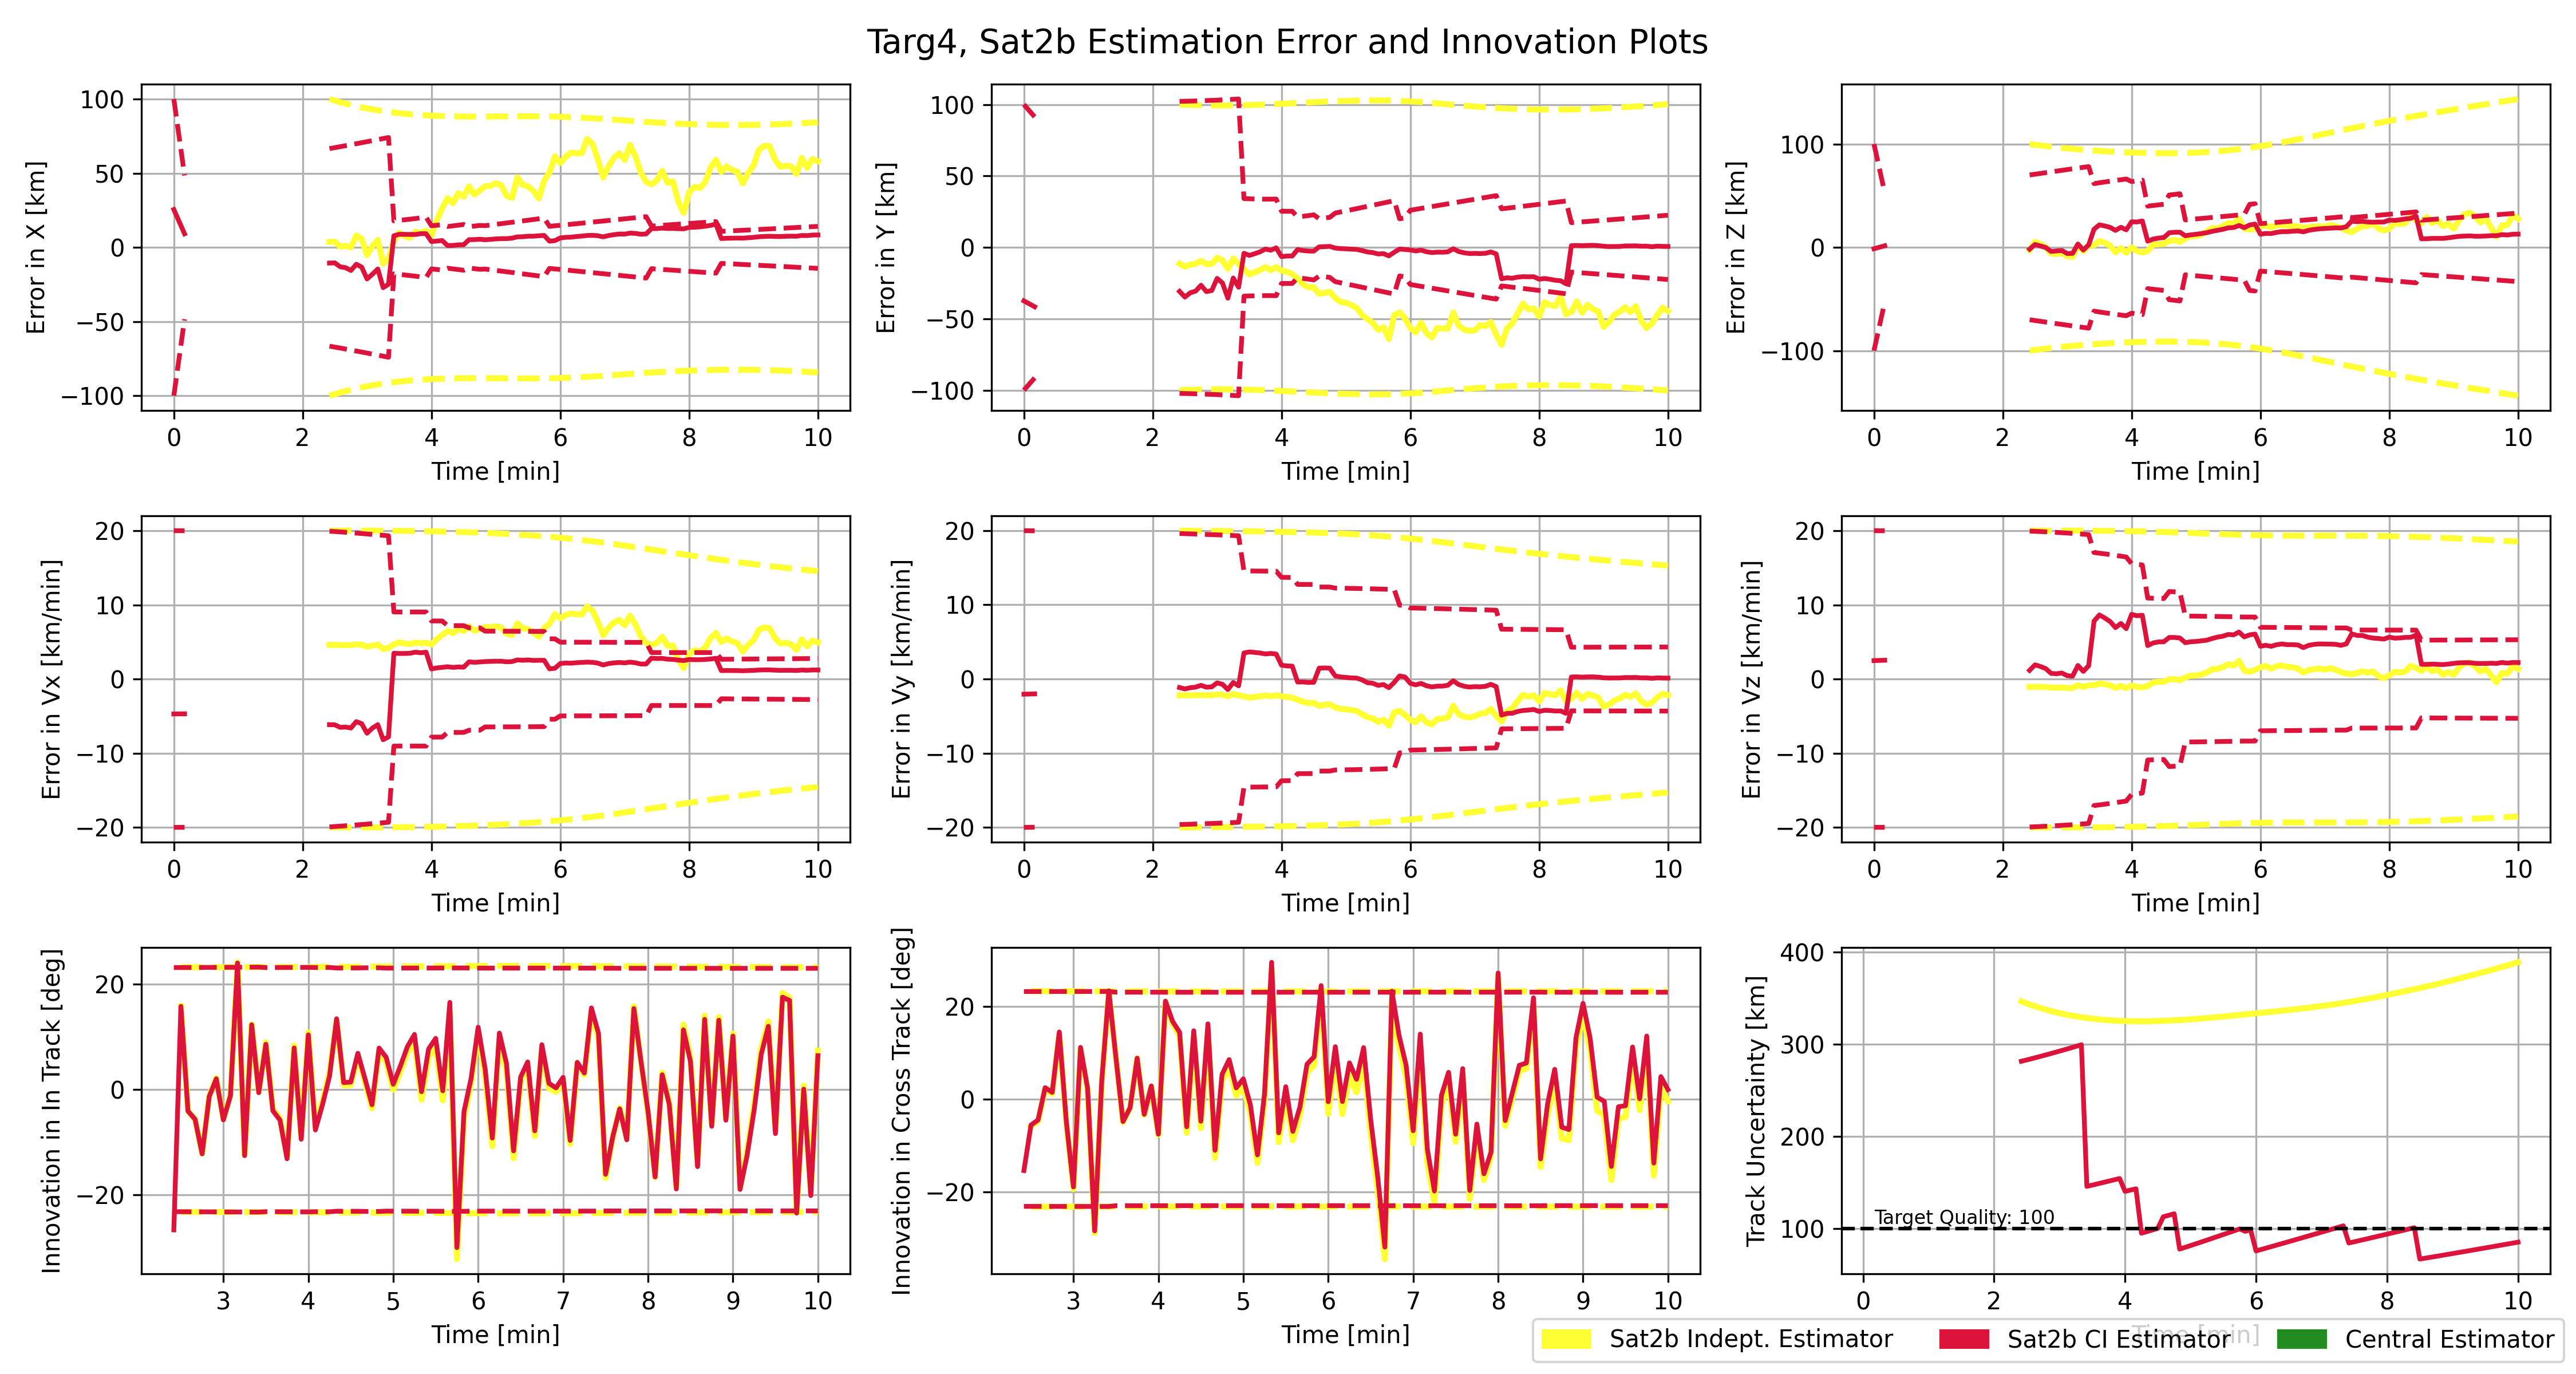 Targ4, Sat2b Estimation Error and Innovation Plots
Error in X [km]
100
50
0
−50
−100
0 2 4 6 8 10
Time [min]
Error in Y [km]
100
50
0
−50
−100
0 2 4 6 8 10
Time [min]
Error in Z [km]
100
0
−100
0 2 4 6 8 10
Time [min]
Error in Vx [km/min]
20
10
0
−10
−20
0 2 4 6 8 10
Time [min]
Error in Vy [km/min]
20
10
0
−10
−20
0 2 4 6 8 10
Time [min]
Error in Vz [km/min]
20
10
0
−10
−20
0 2 4 6 8 10
Time [min]
Innovation in In Track [deg]
20
0
−20
3 4 5 6 7 8 9 10
Time [min]
Innovation in Cross Track [deg]
20
0
−20
3 4 5 6 7 8 9 10
Time [min]
Track Uncertainty [km]
400
300
200
100
Target Quality: 100
0 2 4 6 8 10
Time [min]
Sat2b Indept. Estimator Sat2b CI Estimator Central Estimator